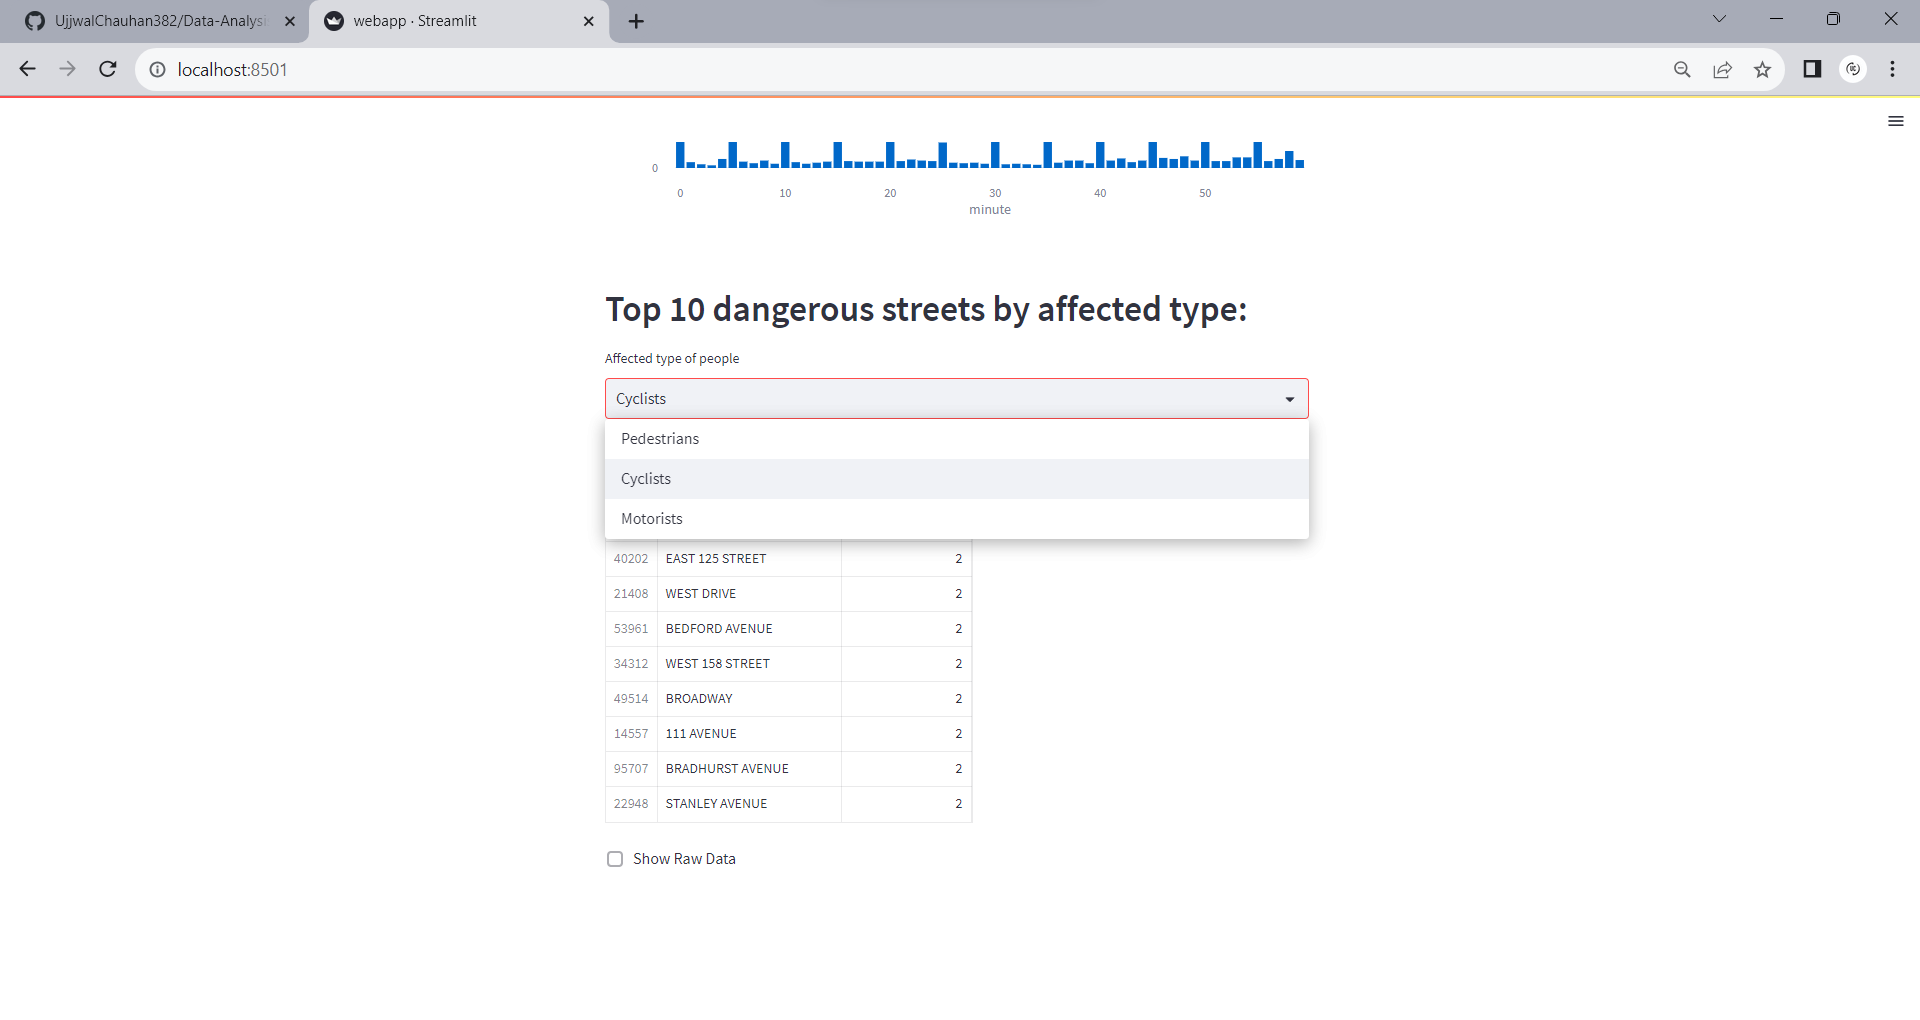 UjjwalChauhan382/Data-Analysi
webapp · Streamlit
localhost:8501
0
0 10 20 30 40 50
minute
Top 10 dangerous streets by affected type:
Affected type of people
Cyclists
Pedestrians
Cyclists
Motorists
40202 EAST 125 STREET 2
21408 WEST DRIVE 2
53961 BEDFORD AVENUE 2
34312 WEST 158 STREET 2
49514 BROADWAY 2
14557 111 AVENUE 2
95707 BRADHURST AVENUE 2
22948 STANLEY AVENUE 2
Show Raw Data